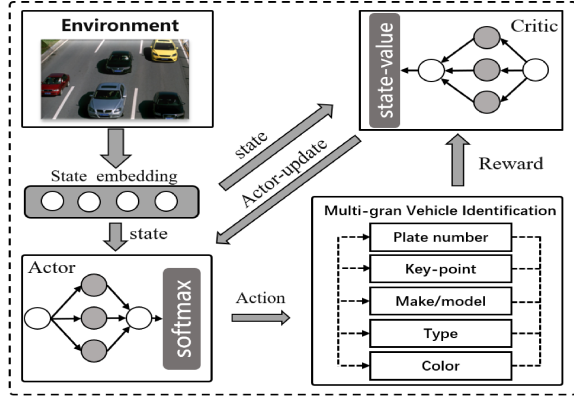 Environment
State embedding
state
Actor
softmax
Action
state
Actor-update
Critic
state-value
Reward
Multi-gran Vehicle Identification
Plate number
Key-point
Make/model
Type
Color